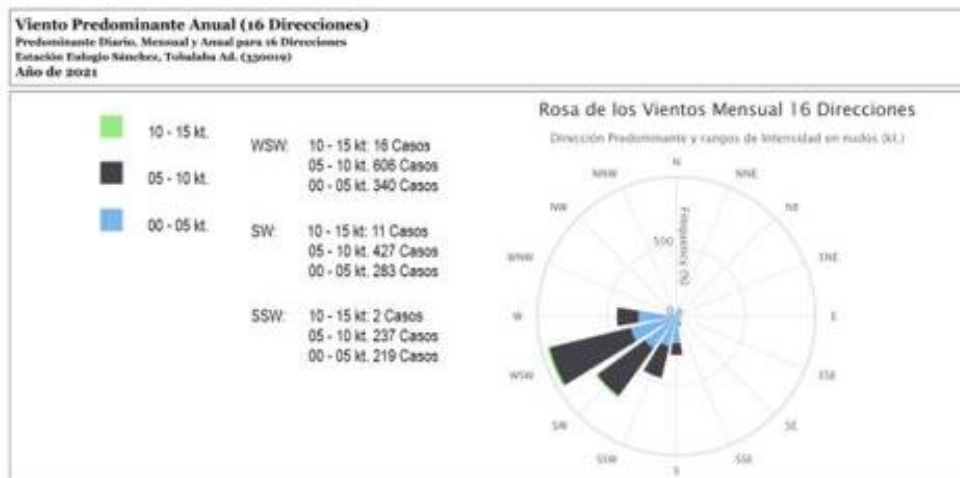 Viento Predominante Anual (16 Direcciones)
Predominante Diario, Mensual y Anual para 16 Direcciones
Estación Eulogio Sánchez, Tobalaba Ad. (330019)
Año de 2021
10 - 15 kt.
05 - 10 kt.
00 - 05 kt.
WSW: 10 - 15 kt: 16 Casos
05 - 10 kt. 606 Casos
00 - 05 kt. 340 Casos
SW: 10 - 15 kt: 11 Casos
05 - 10 kt. 427 Casos
00 - 05 kt. 283 Casos
SSW: 10 - 15 kt: 2 Casos
05 - 10 kt. 237 Casos
00 - 05 kt. 219 Casos
Rosa de los Vientos Mensual 16 Direcciones
Dirección Predominante y rangos de Intensidad en nudos (kt.)
N
NNE
NE
ENE
E
ESE
SE
SSE
S
SSW
SW
WSW
W
WNW
NW
NNW
Frequency (%)
500
0